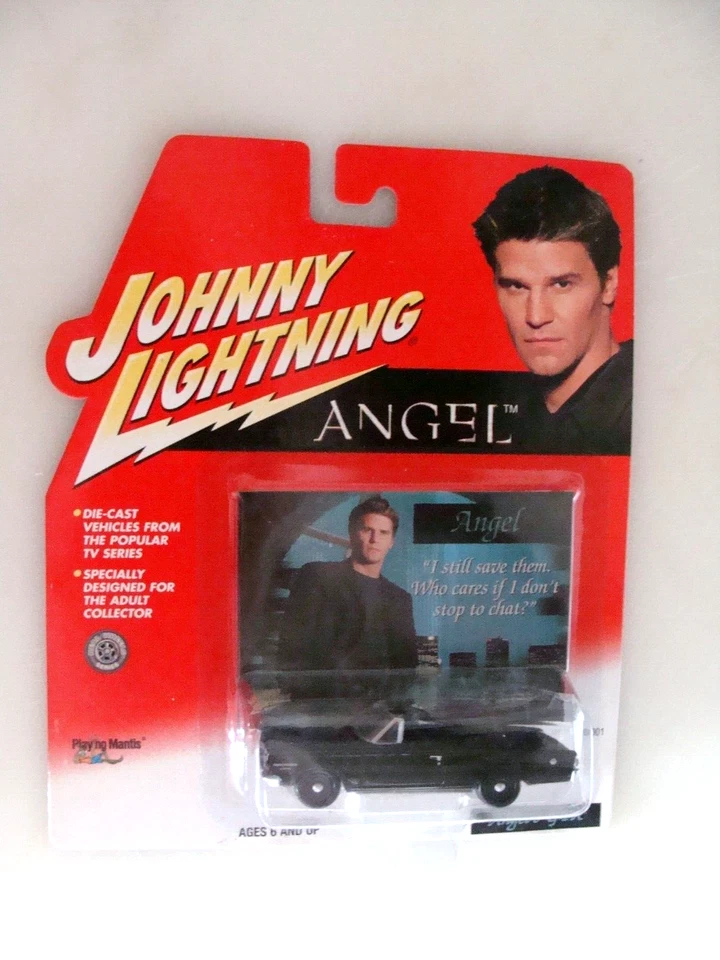 JOHNNY
LIGHTNING®
ANGEL™
• DIE-CAST
VEHICLES FROM
THE POPULAR
TV SERIES
• SPECIALLY
DESIGNED FOR
THE ADULT
COLLECTOR
Angel
"I still save them.
Who cares if I don't
stop to chat?"
Playing Mantis®
AGES 6 AND UP